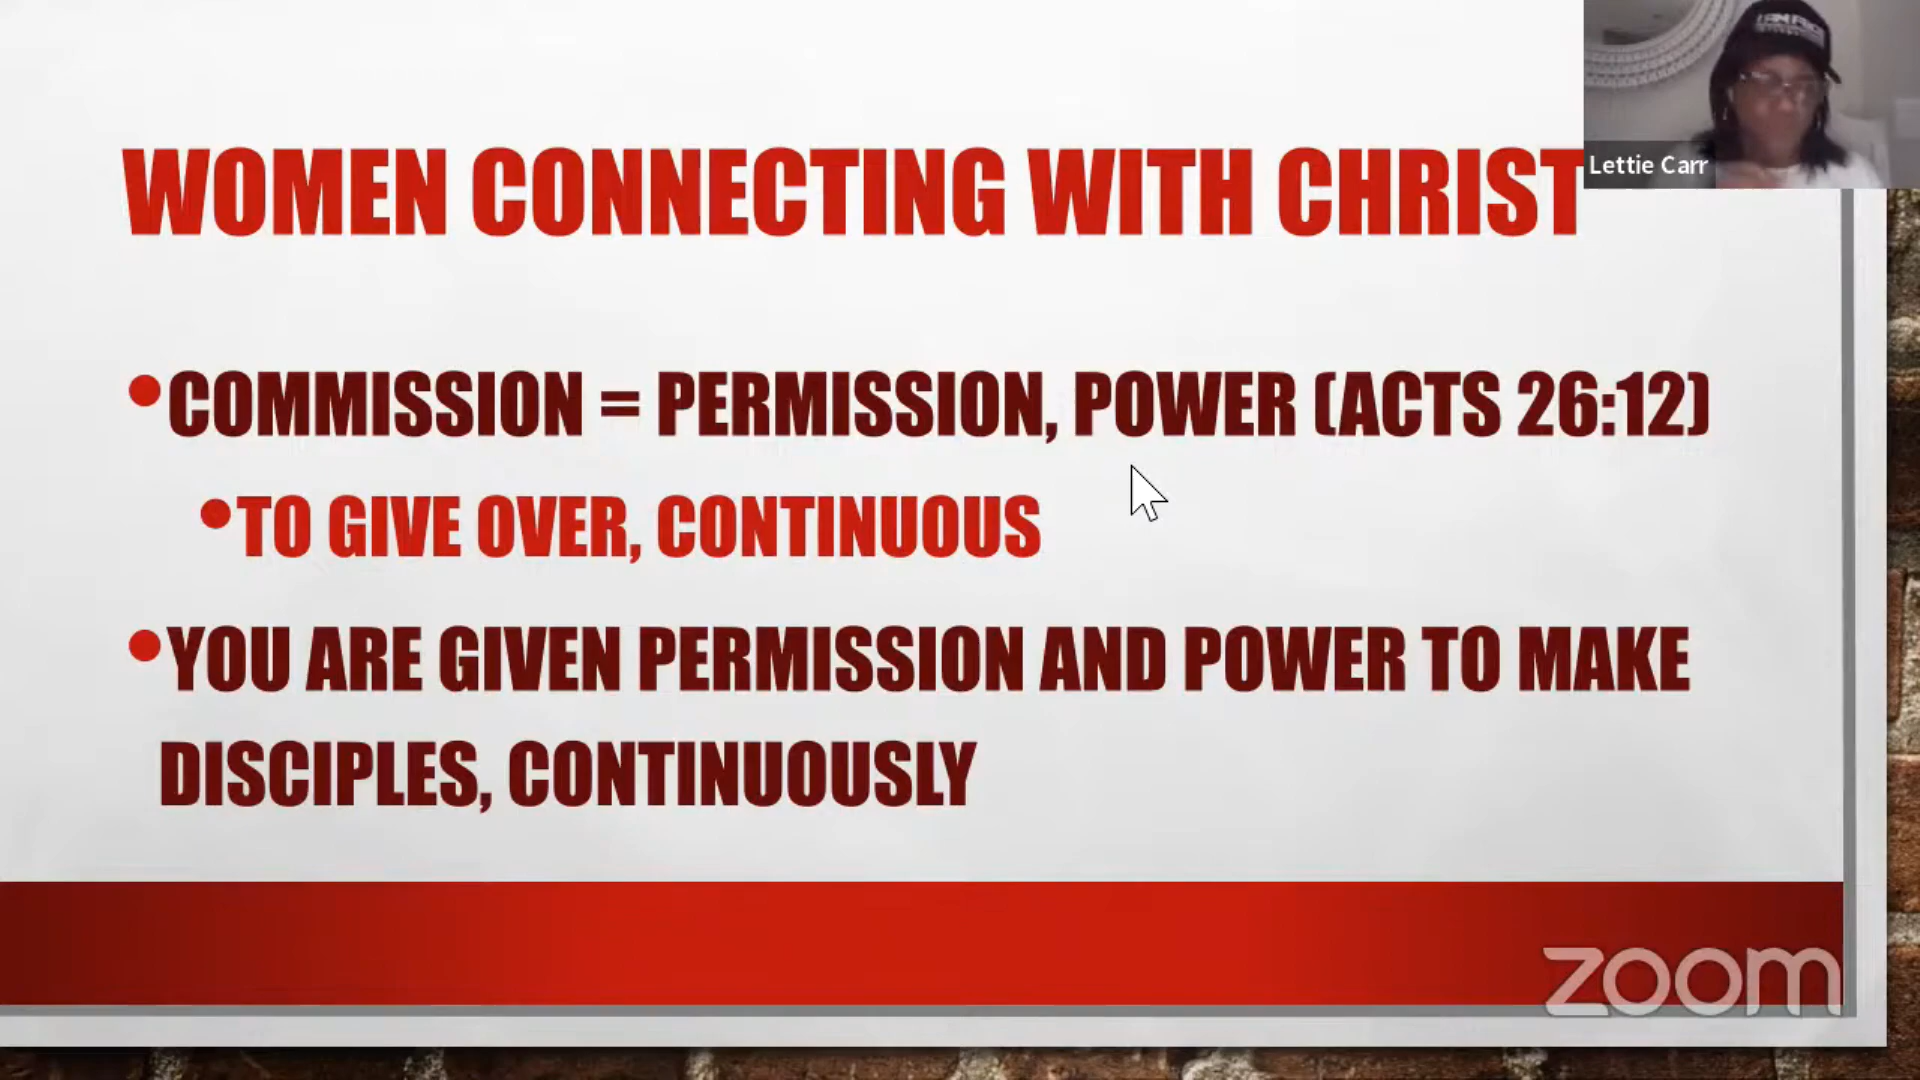 WOMEN CONNECTING WITH CHRIST
Lettie Carr
•COMMISSION = PERMISSION, POWER (ACTS 26:12)
•TO GIVE OVER, CONTINUOUS
•YOU ARE GIVEN PERMISSION AND POWER TO MAKE
DISCIPLES, CONTINUOUSLY
zoom